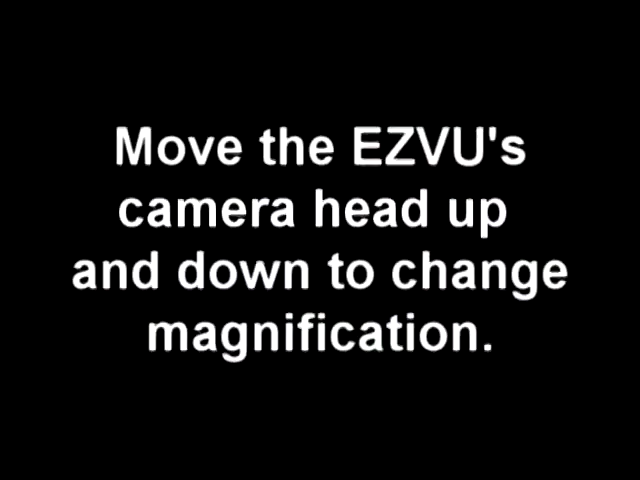 Move the EZVU's
camera head up
and down to change
magnification.